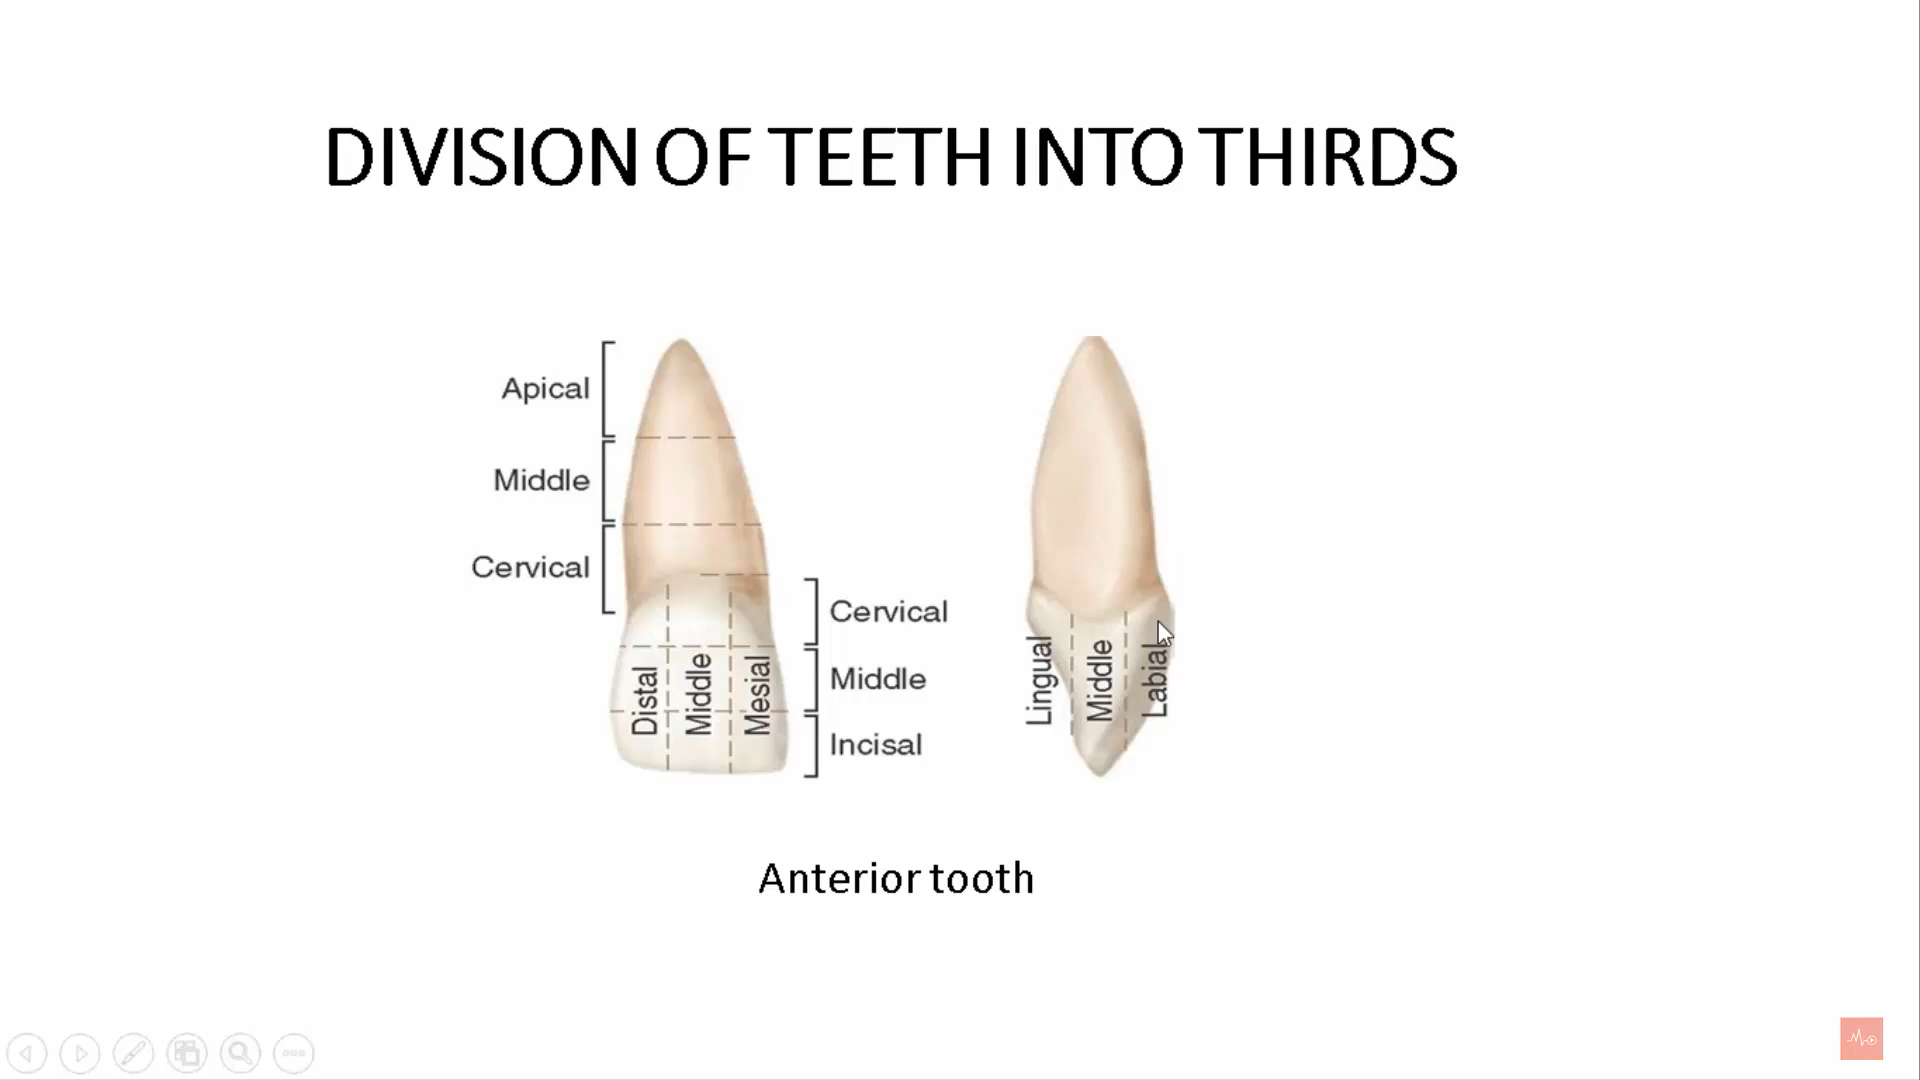 DIVISION OF TEETH INTO THIRDS
Apical
Middle
Cervical
Cervical
Middle
Incisal
Distal
Middle
Mesial
Lingual
Middle
Labial
Anterior tooth